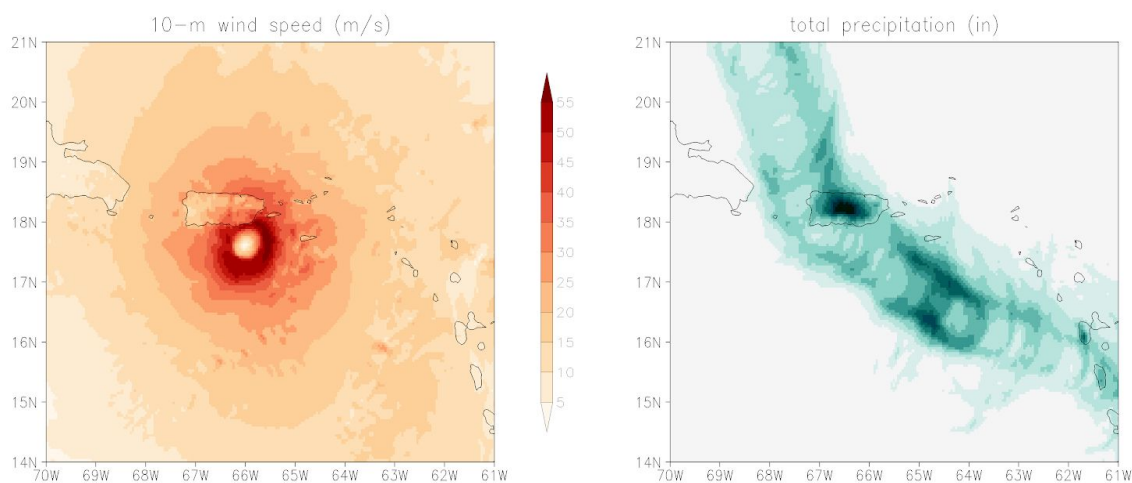 10-m wind speed (m/s)
21N
20N
19N
18N
17N
16N
15N
14N
70W 69W 68W 67W 66W 65W 64W 63W 62W 61W
55
50
45
40
35
30
25
20
15
10
5
total precipitation (in)
21N
20N
19N
18N
17N
16N
15N
14N
70W 69W 68W 67W 66W 65W 64W 63W 62W 61W